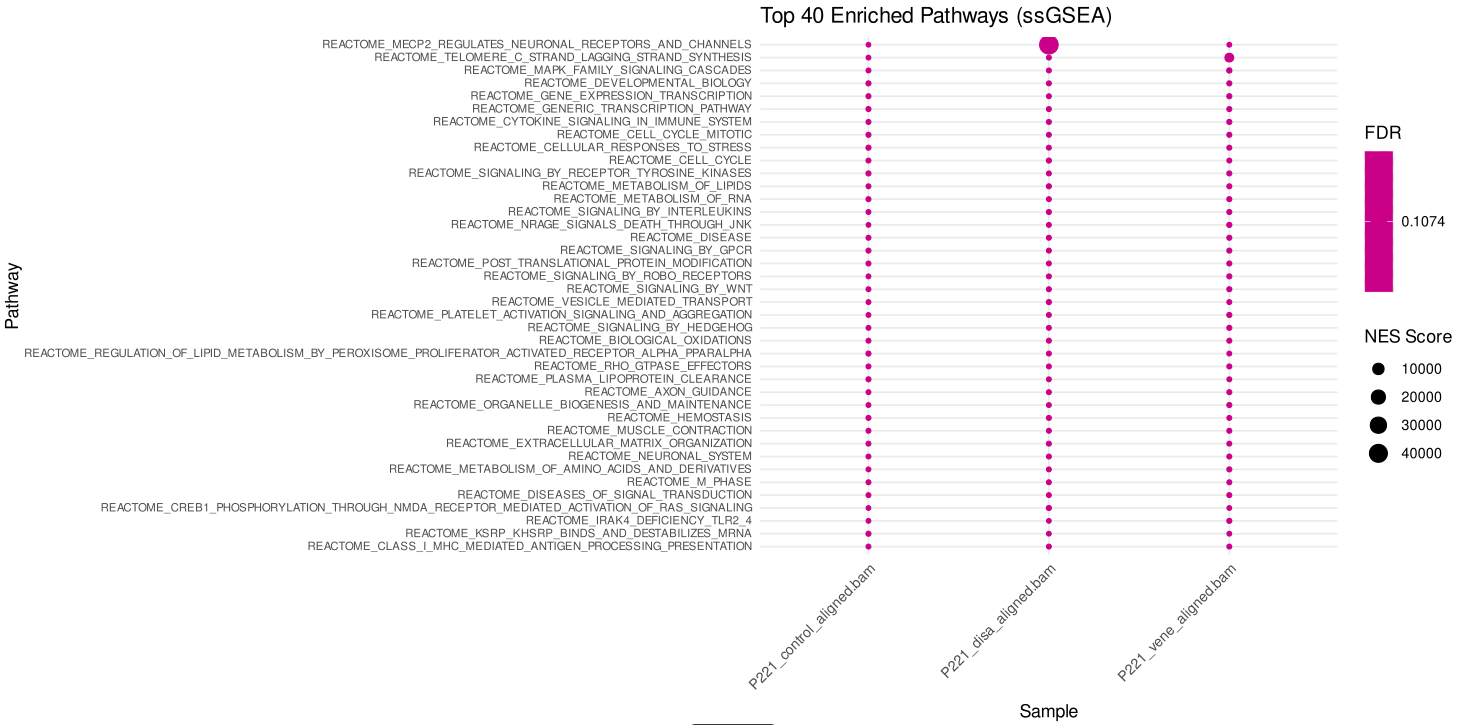 Top 40 Enriched Pathways (ssGSEA)
Pathway
REACTOME_MECP2_REGULATES_NEURONAL_RECEPTORS_AND_CHANNELS
REACTOME_TELOMERE_C_STRAND_LAGGING_STRAND_SYNTHESIS
REACTOME_MAPK_FAMILY_SIGNALING_CASCADES
REACTOME_DEVELOPMENTAL_BIOLOGY
REACTOME_GENE_EXPRESSION_TRANSCRIPTION
REACTOME_GENERIC_TRANSCRIPTION_PATHWAY
REACTOME_CYTOKINE_SIGNALING_IN_IMMUNE_SYSTEM
REACTOME_CELL_CYCLE_MITOTIC
REACTOME_CELLULAR_RESPONSES_TO_STRESS
REACTOME_CELL_CYCLE
REACTOME_SIGNALING_BY_RECEPTOR_TYROSINE_KINASES
REACTOME_METABOLISM_OF_LIPIDS
REACTOME_METABOLISM_OF_RNA
REACTOME_SIGNALING_BY_INTERLEUKINS
REACTOME_NRAGE_SIGNALS_DEATH_THROUGH_JNK
REACTOME_DISEASE
REACTOME_SIGNALING_BY_GPCR
REACTOME_POST_TRANSLATIONAL_PROTEIN_MODIFICATION
REACTOME_SIGNALING_BY_ROBO_RECEPTORS
REACTOME_SIGNALING_BY_WNT
REACTOME_VESICLE_MEDIATED_TRANSPORT
REACTOME_PLATELET_ACTIVATION_SIGNALING_AND_AGGREGATION
REACTOME_SIGNALING_BY_HEDGEHOG
REACTOME_BIOLOGICAL_OXIDATIONS
REACTOME_REGULATION_OF_LIPID_METABOLISM_BY_PEROXISOME_PROLIFERATOR_ACTIVATED_RECEPTOR_ALPHA_PPARALPHA
REACTOME_RHO_GTPASE_EFFECTORS
REACTOME_PLASMA_LIPOPROTEIN_CLEARANCE
REACTOME_AXON_GUIDANCE
REACTOME_ORGANELLE_BIOGENESIS_AND_MAINTENANCE
REACTOME_HEMOSTASIS
REACTOME_MUSCLE_CONTRACTION
REACTOME_EXTRACELLULAR_MATRIX_ORGANIZATION
REACTOME_NEURONAL_SYSTEM
REACTOME_METABOLISM_OF_AMINO_ACIDS_AND_DERIVATIVES
REACTOME_M_PHASE
REACTOME_DISEASES_OF_SIGNAL_TRANSDUCTION
REACTOME_CREB1_PHOSPHORYLATION_THROUGH_NMDA_RECEPTOR_MEDIATED_ACTIVATION_OF_RAS_SIGNALING
REACTOME_IRAK4_DEFICIENCY_TLR2_4
REACTOME_KSRP_KHSRP_BINDS_AND_DESTABILIZES_MRNA
REACTOME_CLASS_I_MHC_MEDIATED_ANTIGEN_PROCESSING_PRESENTATION
P221_control_aligned.bam
P221_disa_aligned.bam
P221_vene_aligned.bam
Sample
FDR
0.1074
NES Score
10000
20000
30000
40000